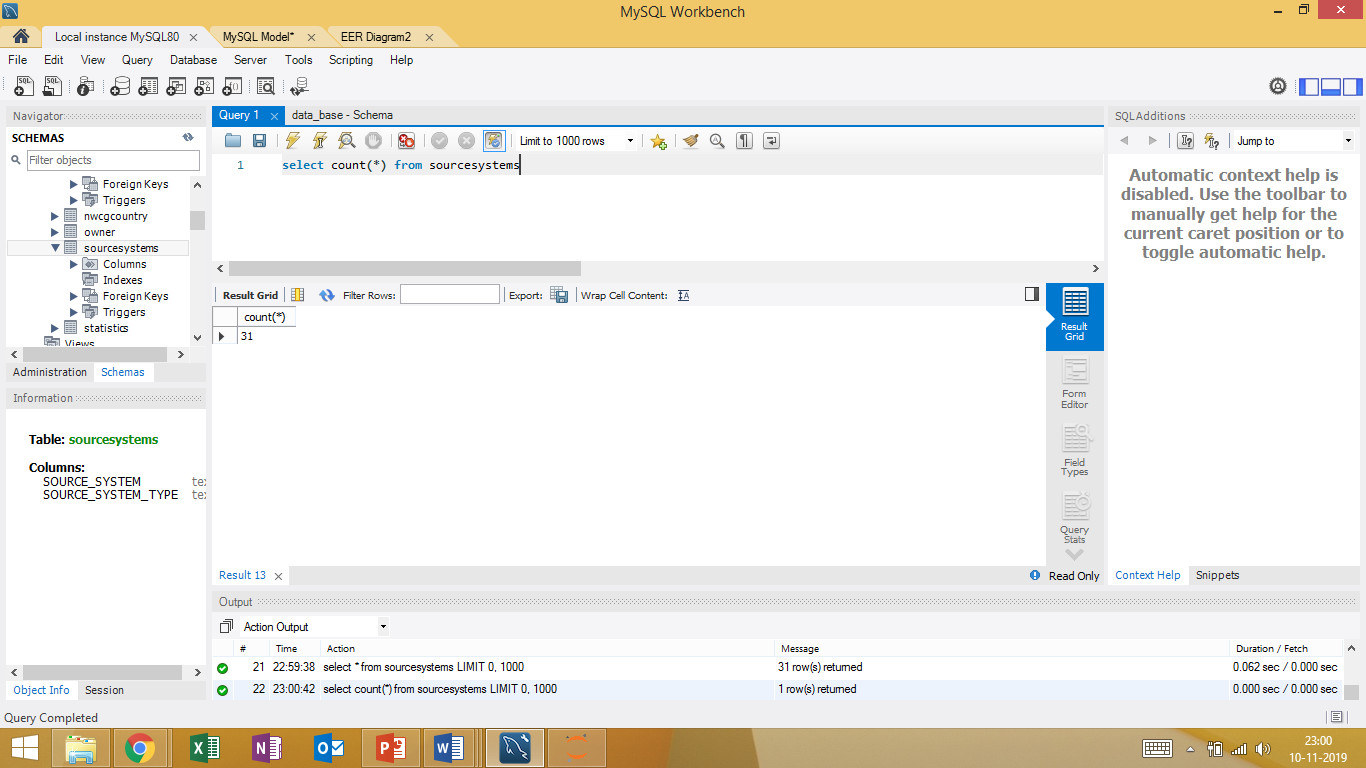 MySQL Workbench
Local instance MySQL80
MySQL Model*
EER Diagram2
File Edit View Query Database Server Tools Scripting Help
Navigator
SCHEMAS
Filter objects
Foreign Keys
Triggers
nwcgcountry
owner
sourcesystems
Columns
Indexes
Foreign Keys
Triggers
statistics
Views
Administration Schemas
Information
Table: sourcesystems
Columns:
SOURCE_SYSTEM te
SOURCE_SYSTEM_TYPE te
Object Info Session
Query 1
data_base - Schema
Limit to 1000 rows
1 select count(*) from sourcesystems
Result Grid Filter Rows: Export: Wrap Cell Content:
count(*)
31
Result Grid
Form Editor
Field Types
Query Stats
Result 13
Read Only
SQLAdditions
Jump to
Automatic context help is
disabled. Use the toolbar to
manually get help for the
current caret position or to
toggle automatic help.
Context Help Snippets
Output
Action Output
# Time Action Message Duration / Fetch
21 22:59:38 select * from sourcesystems LIMIT 0, 1000 31 row(s) returned 0.062 sec / 0.000 sec
22 23:00:42 select count(*) from sourcesystems LIMIT 0, 1000 1 row(s) returned 0.000 sec / 0.000 sec
Query Completed
23:00
10-11-2019